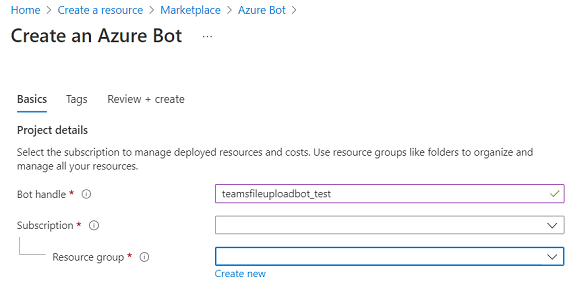 Home > Create a resource > Marketplace > Azure Bot >
Create an Azure Bot ...
Basics Tags Review + create
Project details
Select the subscription to manage deployed resources and costs. Use resource groups like folders to organize and
manage all your resources.
Bot handle * teamsfileuploadbot_test
Subscription *
Resource group *
Create new